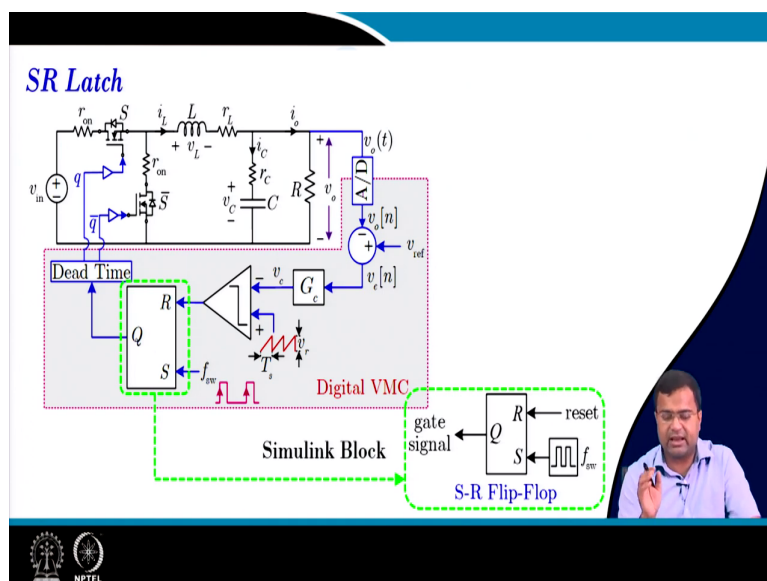 SR Latch
r_on S i_L L r_L i_o
+ v_L −
v_o(t)
i_C
r_on
q
v_in
r_C
A/D
S̄
q̄
v_C C
R
v_o
v_o[n]
v_ref
Dead Time
v_c
G_c
v_e[n]
R
Q
S
f_sw
T_s
v_r
Digital VMC
Simulink Block
gate
signal
Q
R
reset
S
f_sw
S-R Flip-Flop
NPTEL